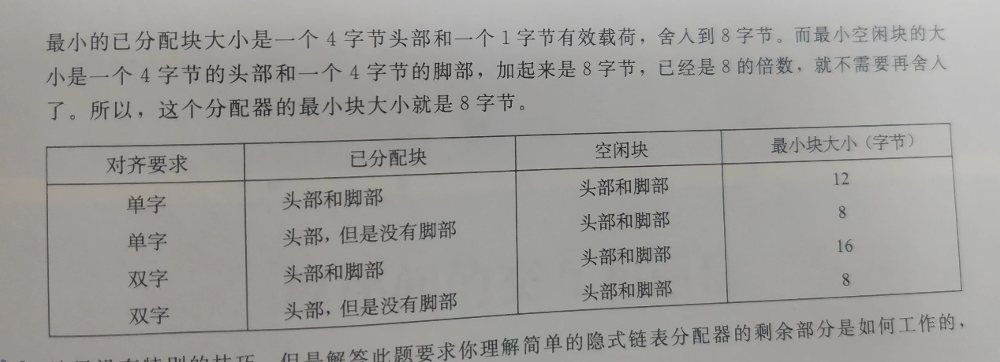 最小的已分配块大小是一个 4 字节头部和一个 1 字节有效载荷，舍入到 8 字节。而最小空闲块的大
小是一个 4 字节的头部和一个 4 字节的脚部，加起来是 8 字节，已经是 8 的倍数，就不需要再舍入
了。所以，这个分配器的最小块大小就是 8 字节。
对齐要求 已分配块 空闲块 最小块大小（字节）
单字 头部和脚部 头部和脚部 12
单字 头部，但是没有脚部 头部和脚部 8
双字 头部和脚部 头部和脚部 16
双字 头部，但是没有脚部 头部和脚部 8
没有特别的技巧，但是解答此题要求你理解简单的隐式链表分配器的剩余部分是如何工作的，